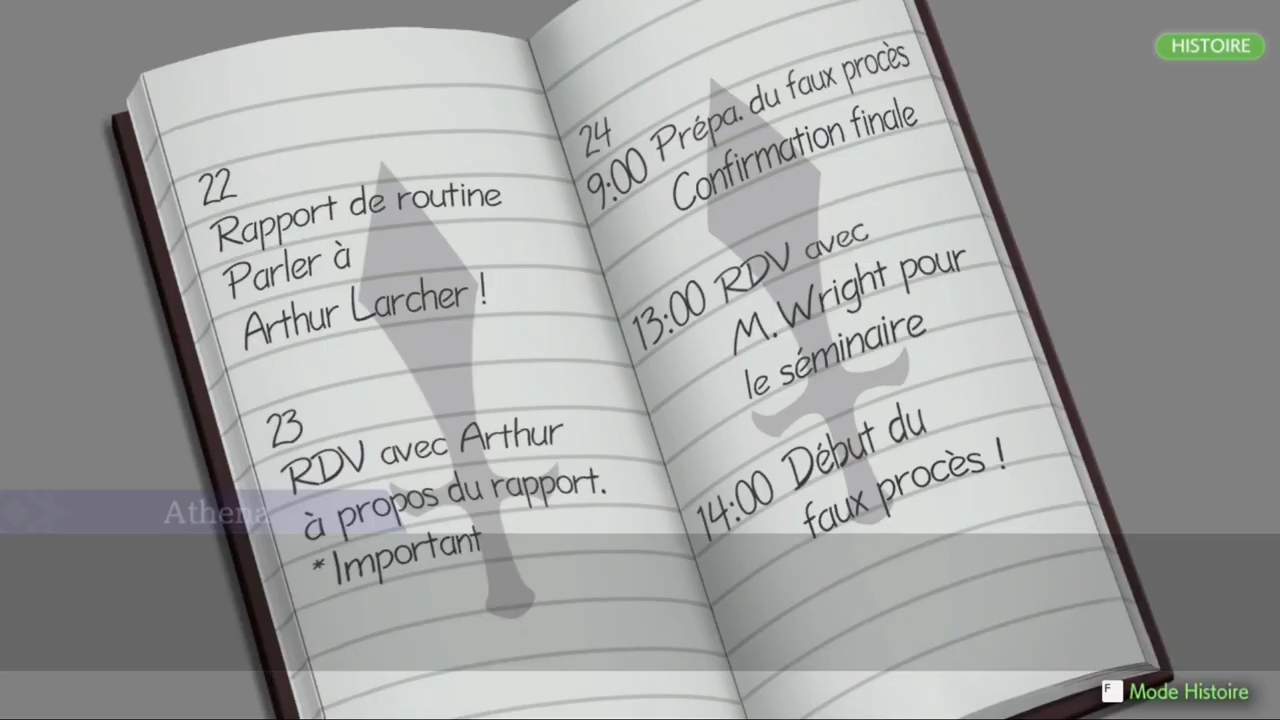 HISTOIRE
22
Rapport de routine
Parler à
Arthur Larcher !
23
RDV avec Arthur
à propos du rapport.
* Important
24
9:00 Prépa. du faux procès
Confirmation finale
13:00 RDV avec
M. Wright pour
le séminaire
14:00 Début du
faux procès !
Athena
F Mode Histoire